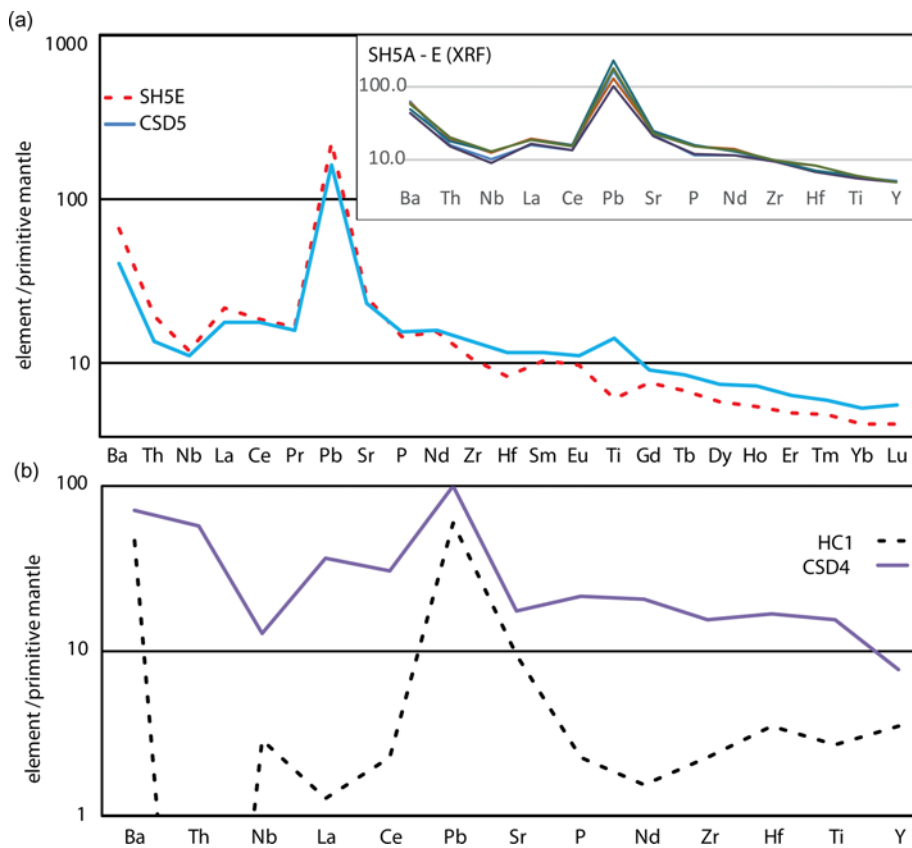 (a)
1000
100
10
element/primitive mantle
SH5E
CSD5
SH5A - E (XRF)
100.0
10.0
Ba Th Nb La Ce Pb Sr P Nd Zr Hf Ti Y
Ba Th Nb La Ce Pr Pb Sr P Nd Zr Hf Sm Eu Ti Gd Tb Dy Ho Er Tm Yb Lu
(b)
100
10
1
element/primitive mantle
HC1
CSD4
Ba Th Nb La Ce Pb Sr P Nd Zr Hf Ti Y